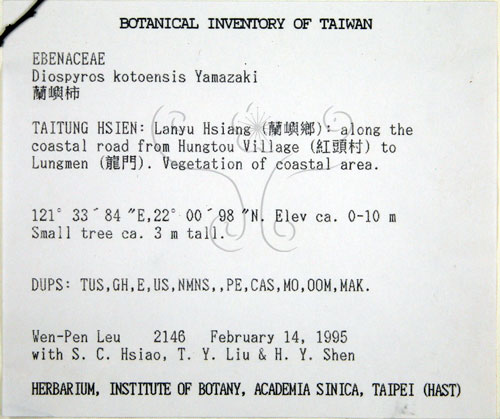 BOTANICAL INVENTORY OF TAIWAN
EBENACEAE
Diospyros kotoensis Yamazaki
蘭嶼柿
TAITUNG HSIEN: Lanyu Hsiang (蘭嶼鄉): along the
coastal road from Hungtou Village (紅頭村) to
Lungmen (龍門). Vegetation of coastal area.
121° 33´84 ″E,22° 00´98 ″N. Elev ca. 0-10 m
Small tree ca. 3 m tall.
DUPS: TUS,GH,E,US,NMNS,,PE,CAS,MO,OOM,MAK.
Wen-Pen Leu 2146 February 14, 1995
with S. C. Hsiao, T. Y. Liu & H. Y. Shen
HERBARIUM, INSTITUTE OF BOTANY, ACADEMIA SINICA, TAIPEI (HAST)